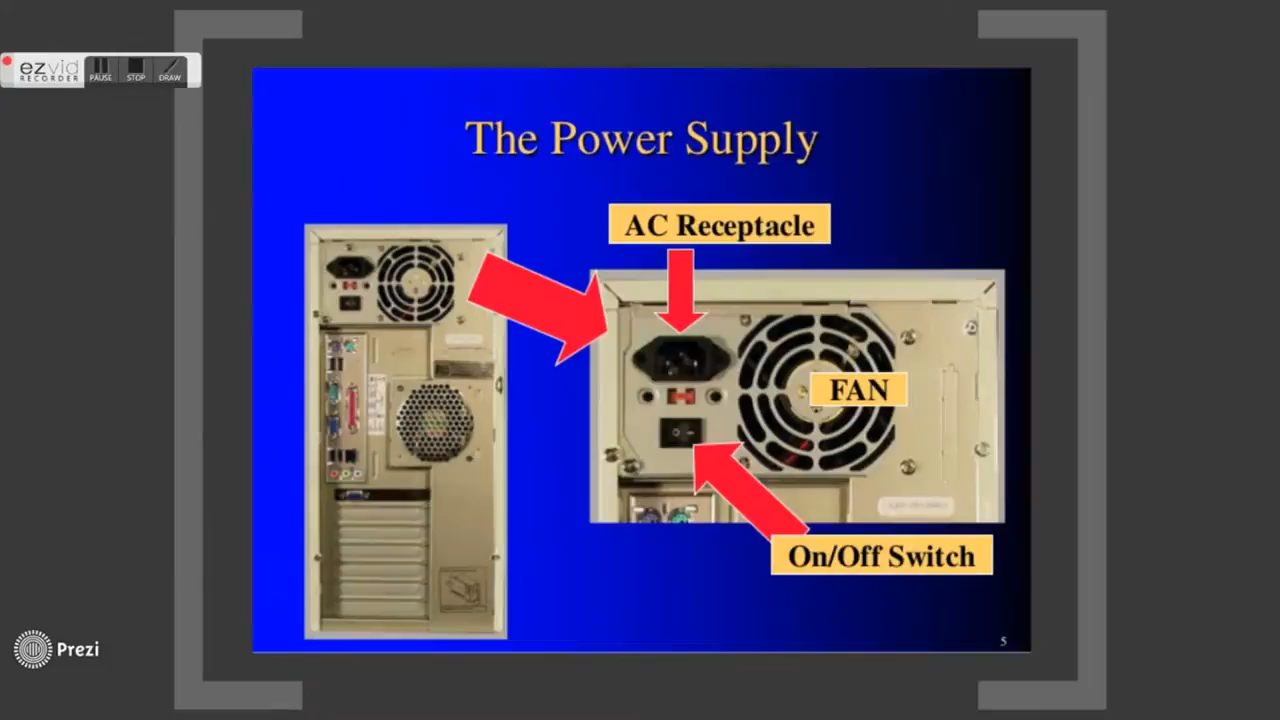 ezvid
RECORDER
PAUSE
STOP
DRAW
The Power Supply
AC Receptacle
FAN
On/Off Switch
5
Prezi